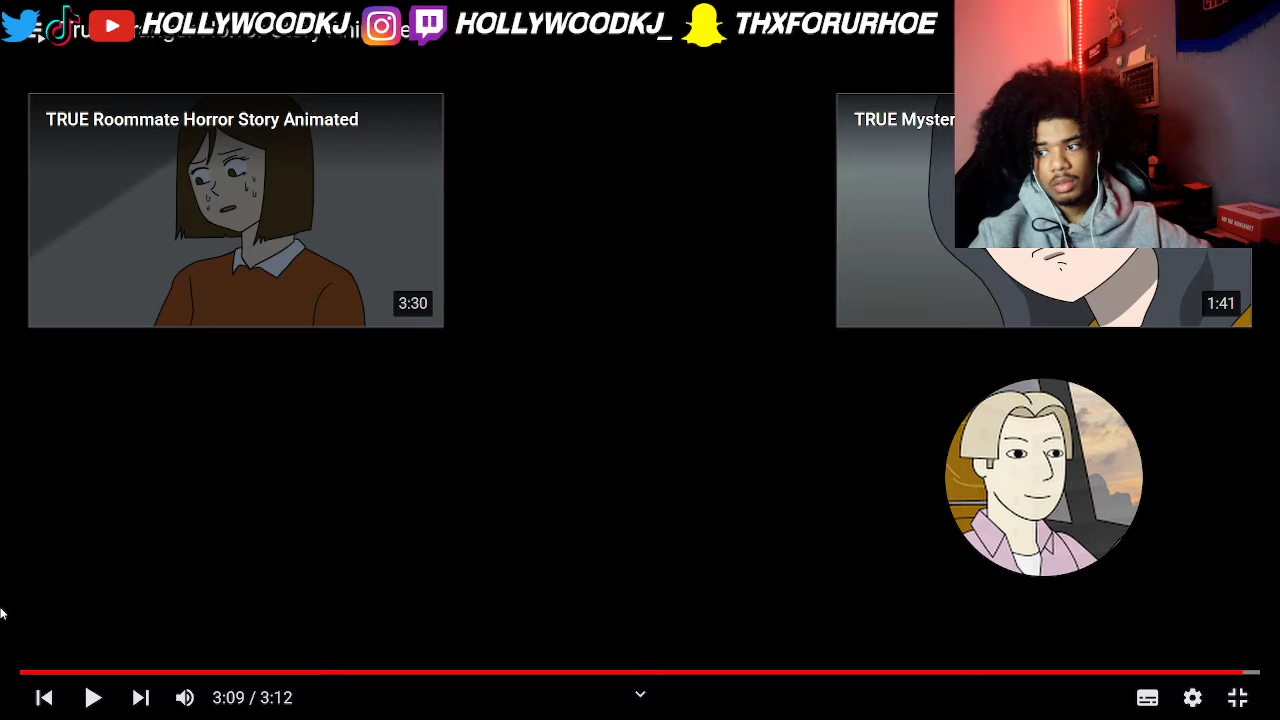 HOLLYWOODKJ HOLLYWOODKJ_ THXFORURHOE
TRUE Roommate Horror Story Animated
3:30
TRUE Myster
1:41
3:09 / 3:12